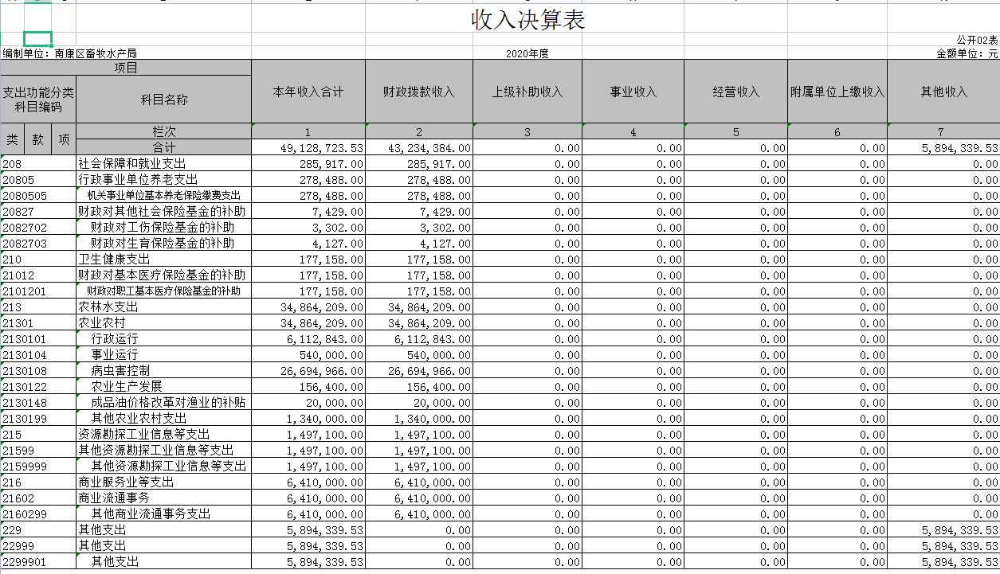 收入决算表
公开02表
编制单位：南康区畜牧水产局 2020年度 金额单位：元
项目 本年收入合计 财政拨款收入 上级补助收入 事业收入 经营收入 附属单位上缴收入 其他收入
支出功能分类科目编码 科目名称
类 款 项 栏次 1 2 3 4 5 6 7
合计 49,128,723.53 43,234,384.00 0.00 0.00 0.00 0.00 5,894,339.53
208 社会保障和就业支出 285,917.00 285,917.00 0.00 0.00 0.00 0.00 0.00
20805 行政事业单位养老支出 278,488.00 278,488.00 0.00 0.00 0.00 0.00 0.00
2080505 机关事业单位基本养老保险缴费支出 278,488.00 278,488.00 0.00 0.00 0.00 0.00 0.00
20827 财政对其他社会保险基金的补助 7,429.00 7,429.00 0.00 0.00 0.00 0.00 0.00
2082702 财政对工伤保险基金的补助 3,302.00 3,302.00 0.00 0.00 0.00 0.00 0.00
2082703 财政对生育保险基金的补助 4,127.00 4,127.00 0.00 0.00 0.00 0.00 0.00
210 卫生健康支出 177,158.00 177,158.00 0.00 0.00 0.00 0.00 0.00
21012 财政对基本医疗保险基金的补助 177,158.00 177,158.00 0.00 0.00 0.00 0.00 0.00
2101201 财政对职工基本医疗保险基金的补助 177,158.00 177,158.00 0.00 0.00 0.00 0.00 0.00
213 农林水支出 34,864,209.00 34,864,209.00 0.00 0.00 0.00 0.00 0.00
21301 农业农村 34,864,209.00 34,864,209.00 0.00 0.00 0.00 0.00 0.00
2130101 行政运行 6,112,843.00 6,112,843.00 0.00 0.00 0.00 0.00 0.00
2130104 事业运行 540,000.00 540,000.00 0.00 0.00 0.00 0.00 0.00
2130108 病虫害控制 26,694,966.00 26,694,966.00 0.00 0.00 0.00 0.00 0.00
2130122 农业生产发展 156,400.00 156,400.00 0.00 0.00 0.00 0.00 0.00
2130148 成品油价格改革对渔业的补贴 20,000.00 20,000.00 0.00 0.00 0.00 0.00 0.00
2130199 其他农业农村支出 1,340,000.00 1,340,000.00 0.00 0.00 0.00 0.00 0.00
215 资源勘探工业信息等支出 1,497,100.00 1,497,100.00 0.00 0.00 0.00 0.00 0.00
21599 其他资源勘探工业信息等支出 1,497,100.00 1,497,100.00 0.00 0.00 0.00 0.00 0.00
2159999 其他资源勘探工业信息等支出 1,497,100.00 1,497,100.00 0.00 0.00 0.00 0.00 0.00
216 商业服务业等支出 6,410,000.00 6,410,000.00 0.00 0.00 0.00 0.00 0.00
21602 商业流通事务 6,410,000.00 6,410,000.00 0.00 0.00 0.00 0.00 0.00
2160299 其他商业流通事务支出 6,410,000.00 6,410,000.00 0.00 0.00 0.00 0.00 0.00
229 其他支出 5,894,339.53 0.00 0.00 0.00 0.00 0.00 5,894,339.53
22999 其他支出 5,894,339.53 0.00 0.00 0.00 0.00 0.00 5,894,339.53
2299901 其他支出 5,894,339.53 0.00 0.00 0.00 0.00 0.00 5,894,339.53